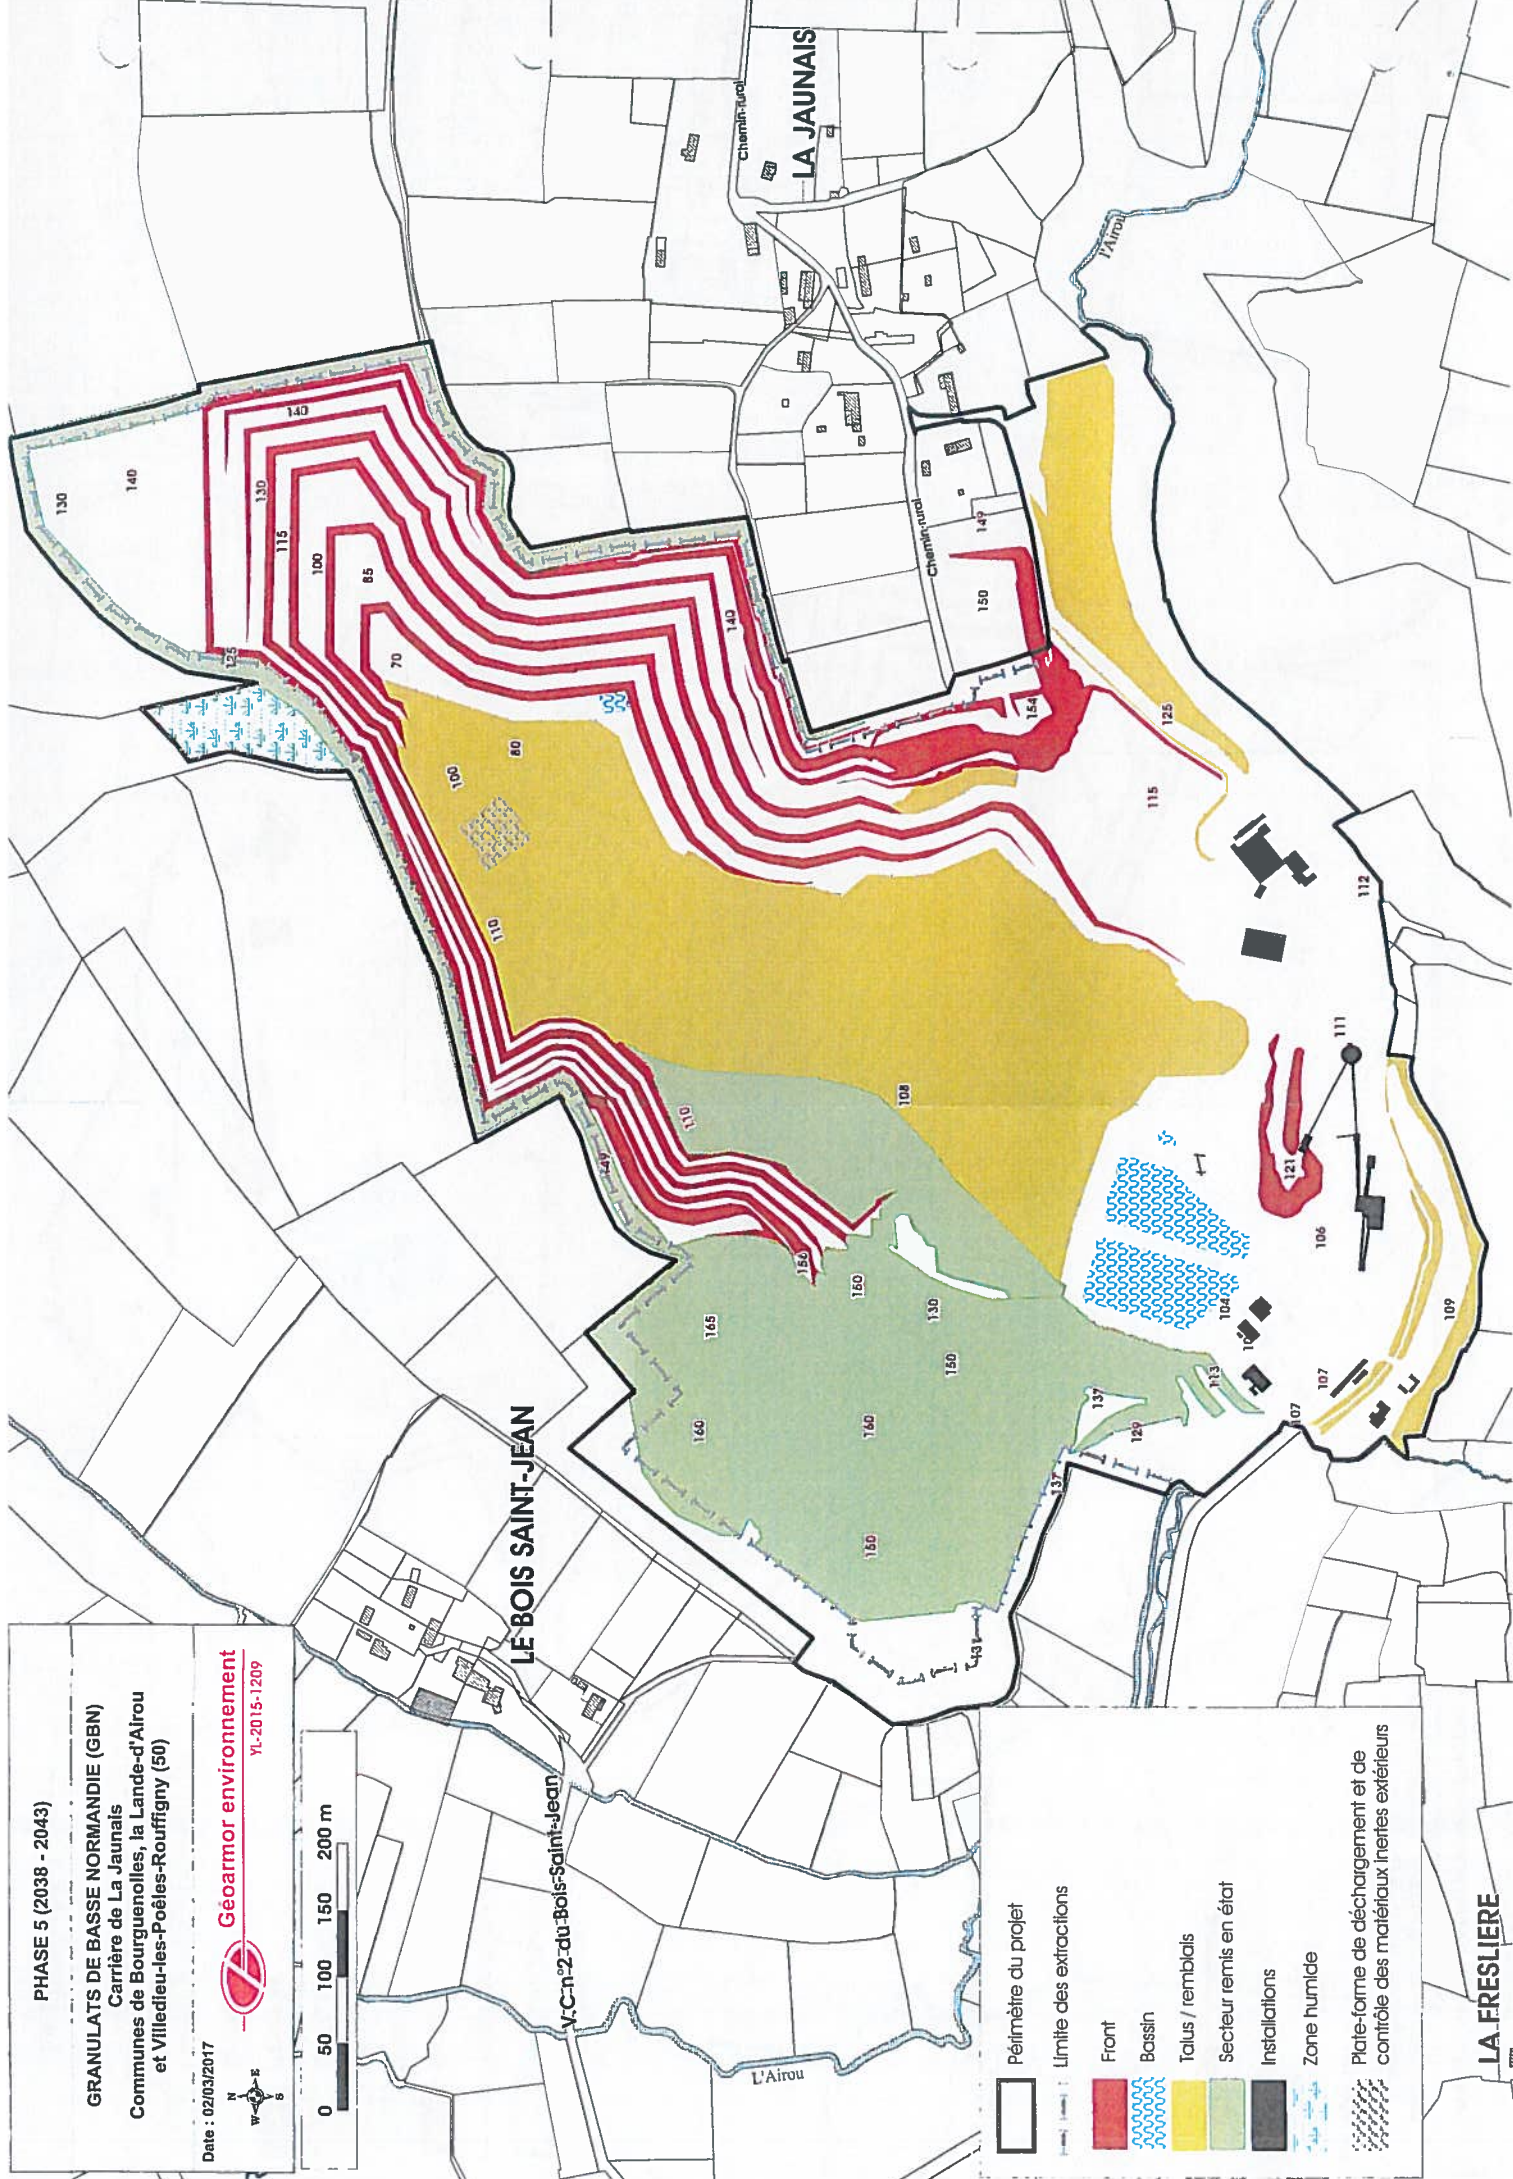 PHASE 5 (2038 - 2043)
GRANULATS DE BASSE NORMANDIE (GBN)
Carrière de La Jaunais
Communes de Bourguenolles, la Lande-d'Airou
et Villedieu-les-Poêles-Rouffigny (50)
Date : 02/03/2017
Géoarmor environnement
YL-2015-1209
N
W
E
S
0 50 100 150 200 m
LE BOIS SAINT-JEAN
V.C.n°2 du Bois-Saint-Jean
L'Airou
LA JAUNAIS
Chemin rural
Chemin rural
l'Airou
LA FRESLIERE
Périmètre du projet
Limite des extractions
Front
Bassin
Talus / remblais
Secteur remis en état
Installations
Zone humide
Plate-forme de déchargement et de
contrôle des matériaux inertes extérieurs
130
140
140
130
115
100
85
70
125
140
80
100
110
149
150
154
125
115
112
111
108
110
149
156
150
130
165
150
160
160
150
137
137
129
113
131
121
106
104
107
107
109